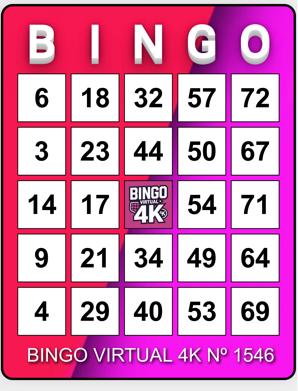 B I N G O
6 18 32 57 72
3 23 44 50 67
14 17 BINGO VIRTUAL 4K 54 71
9 21 34 49 64
4 29 40 53 69
BINGO VIRTUAL 4K Nº 1546